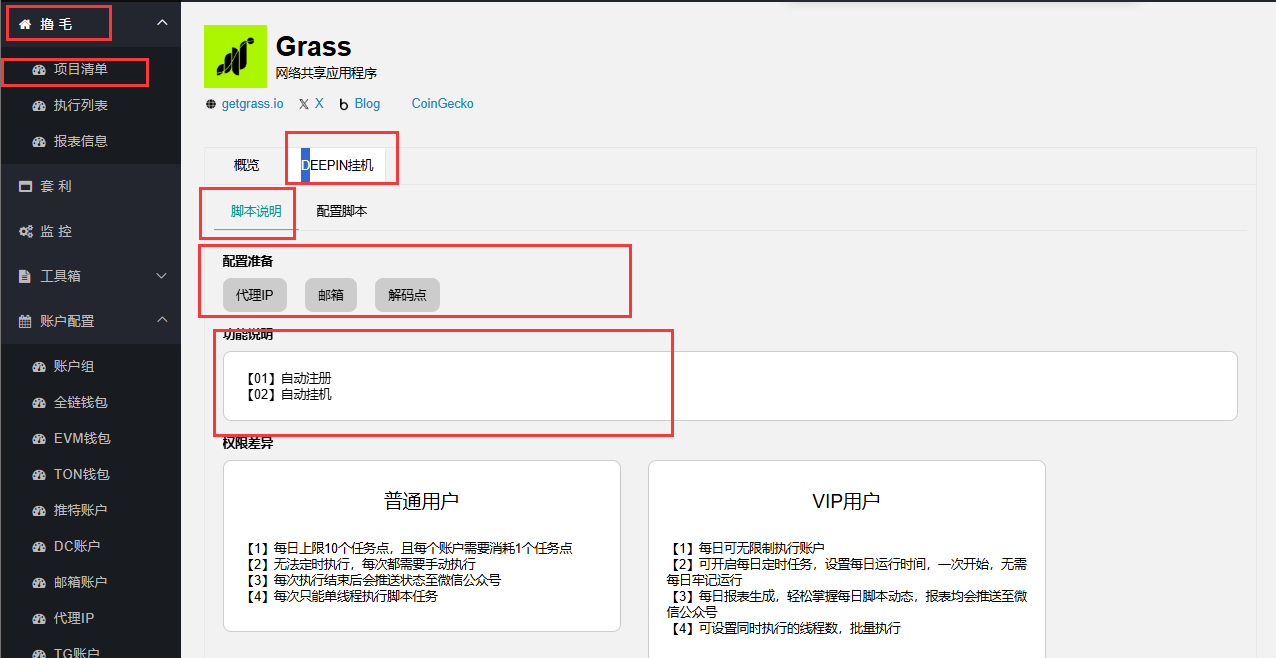 撸 毛
项目清单
执行列表
报表信息
套 利
监 控
工具箱
账户配置
账户组
全链钱包
EVM钱包
TON钱包
推特账户
DC账户
邮箱账户
代理IP
TG账户
Grass
网络共享应用程序
getgrass.io X Blog CoinGecko
概览 DEEPIN挂机
脚本说明 配置脚本
配置准备
代理IP 邮箱 解码点
功能说明
【01】自动注册
【02】自动挂机
权限差异
普通用户
【1】每日上限10个任务点，且每个账户需要消耗1个任务点
【2】无法定时执行，每次都需要手动执行
【3】每次执行结束后会推送状态至微信公众号
【4】每次只能单线程执行脚本任务
VIP用户
【1】每日可无限制执行账户
【2】可开启每日定时任务，设置每日运行时间，一次开始，无需
每日牢记运行
【3】每日报表生成，轻松掌握每日脚本动态，报表均会推送至微
信公众号
【4】可设置同时执行的线程数，批量执行